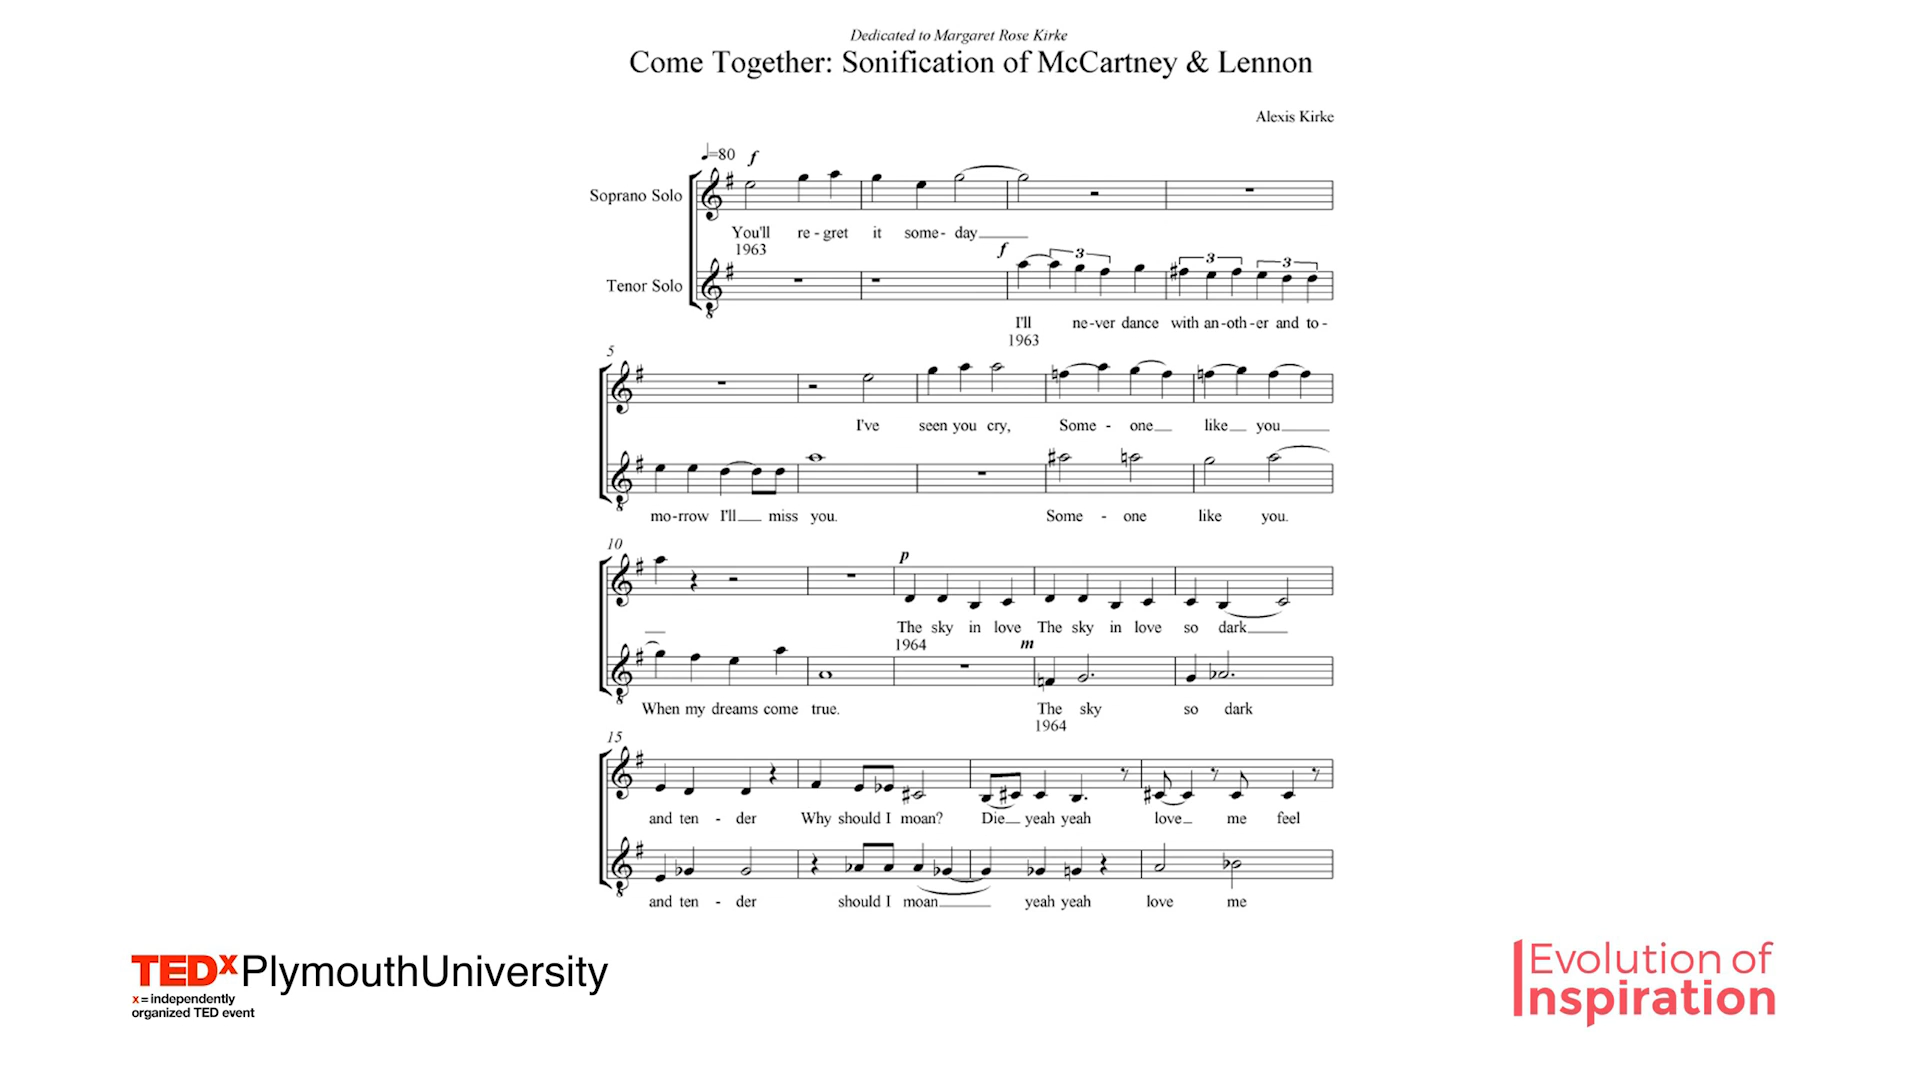 Dedicated to Margaret Rose Kirke
Come Together: Sonification of McCartney & Lennon
Alexis Kirke
♩=80 f
Soprano Solo
You'll re - gret it some- day
1963
f
3 3 3
Tenor Solo
I'll ne-ver dance with an-oth-er and to-
1963
5
I've seen you cry, Some - one like you
mo-rrow I'll miss you. Some - one like you.
10
p
The sky in love The sky in love so dark
1964
m
When my dreams come true. The sky so dark
1964
15
and ten - der Why should I moan? Die yeah yeah love me feel
and ten - der should I moan yeah yeah love me
TEDxPlymouthUniversity
x = independently
organized TED event
Evolution of
Inspiration